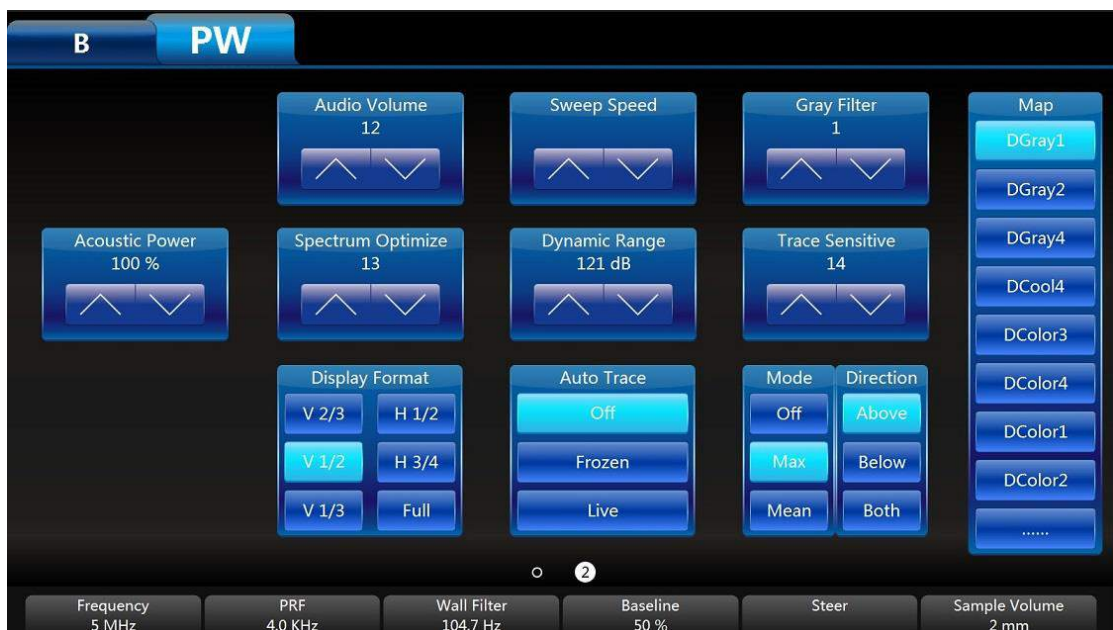 B
PW
Audio Volume
12
Sweep Speed
Gray Filter
1
Map
DGray1
DGray2
DGray4
DCool4
DColor3
DColor4
DColor1
DColor2
......
Acoustic Power
100 %
Spectrum Optimize
13
Dynamic Range
121 dB
Trace Sensitive
14
Display Format
V 2/3
H 1/2
V 1/2
H 3/4
V 1/3
Full
Auto Trace
Off
Frozen
Live
Mode
Off
Max
Mean
Direction
Above
Below
Both
2
Frequency
5 MHz
PRF
4.0 KHz
Wall Filter
104.7 Hz
Baseline
50 %
Steer
Sample Volume
2 mm